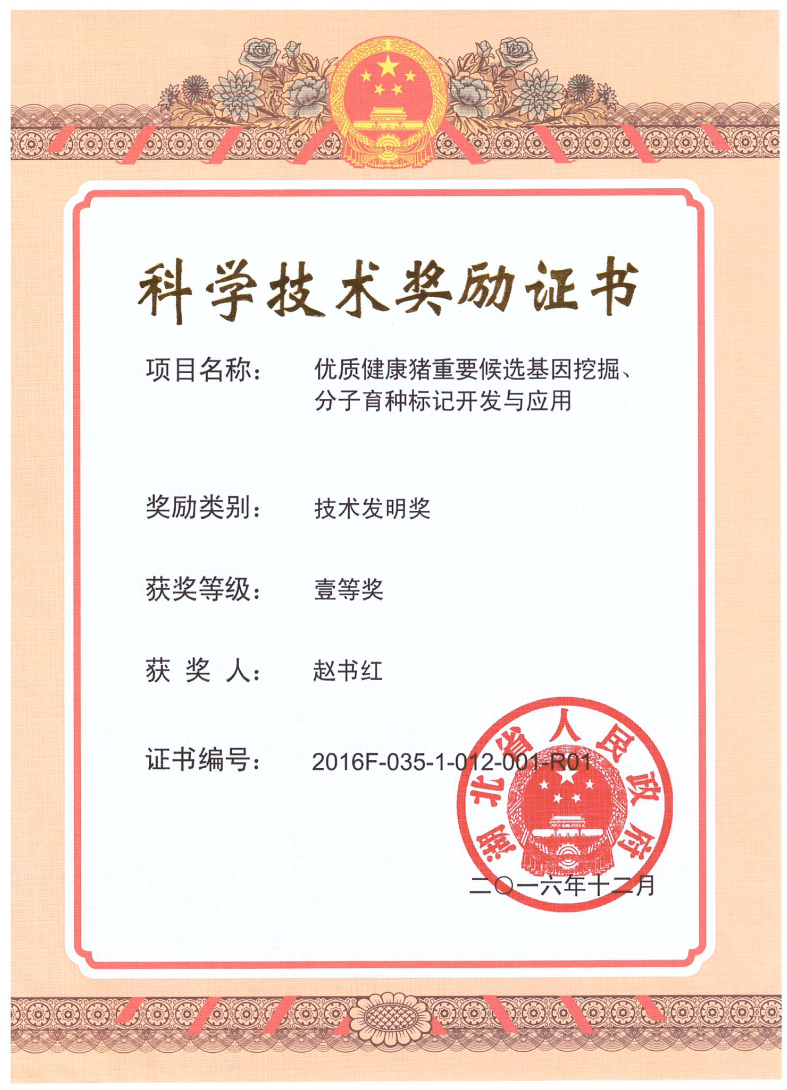 科学技术奖励证书
项目名称： 优质健康猪重要候选基因挖掘、
分子育种标记开发与应用
奖励类别： 技术发明奖
获奖等级： 壹等奖
获 奖 人： 赵书红
证书编号： 2016F-035-1-012-001-R01
湖北省人民政府
二〇一六年十二月